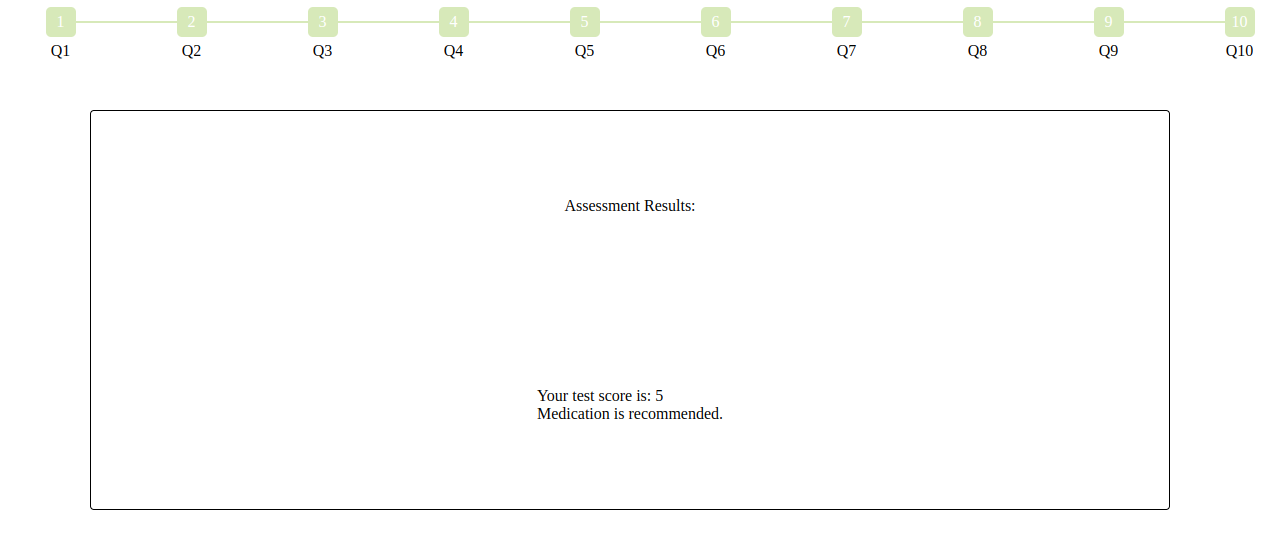 1 2 3 4 5 6 7 8 9 10
Q1 Q2 Q3 Q4 Q5 Q6 Q7 Q8 Q9 Q10
Assessment Results:
Your test score is: 5
Medication is recommended.